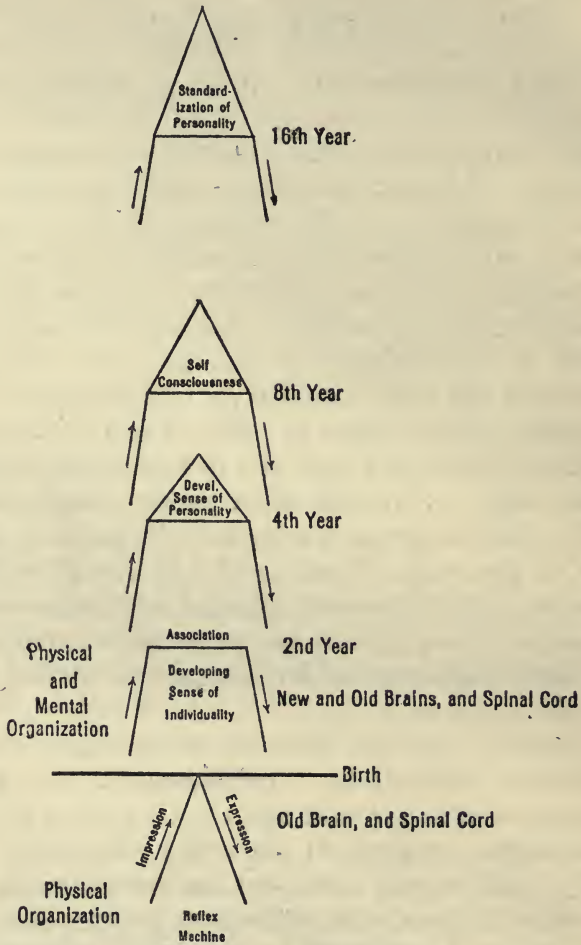 Standard-
ization of
Personality
16th Year
Self
Consciousness
8th Year
Devel.
Sense of
Personality
4th Year
Association
2nd Year
Physical
and
Mental
Organization
Developing
Sense of
Individuality
New and Old Brains, and Spinal Cord
Birth
Impression
Expression
Old Brain, and Spinal Cord
Physical
Organization
Reflex
Machine